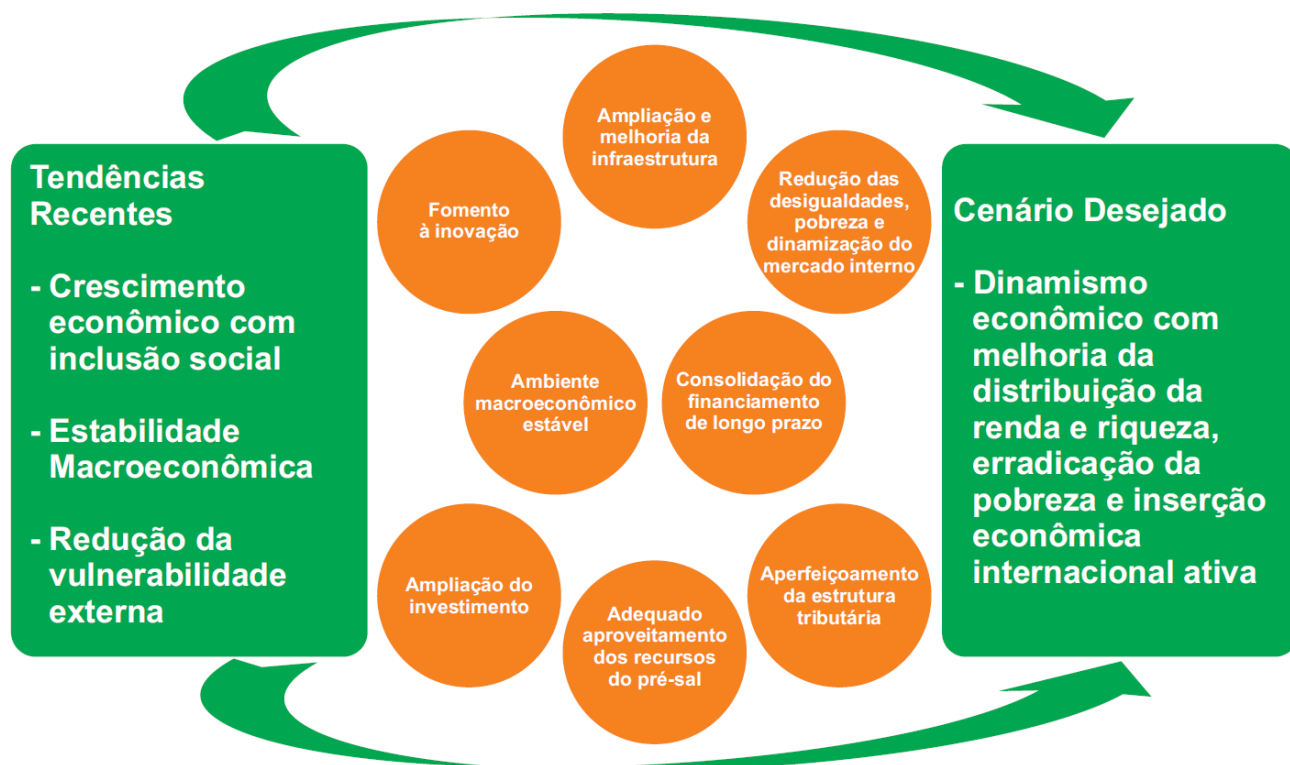 Tendências
Recentes
- Crescimento
econômico com
inclusão social
- Estabilidade
Macroeconômica
- Redução da
vulnerabilidade
externa
Ampliação e
melhoria da
infraestrutura
Fomento
à inovação
Redução das
desigualdades,
pobreza e
dinamização do
mercado interno
Ambiente
macroeconômico
estável
Consolidação do
financiamento
de longo prazo
Ampliação do
investimento
Adequado
aproveitamento
dos recursos
do pré-sal
Aperfeiçoamento
da estrutura
tributária
Cenário Desejado
- Dinamismo
econômico com
melhoria da
distribuição da
renda e riqueza,
erradicação da
pobreza e inserção
econômica
internacional ativa